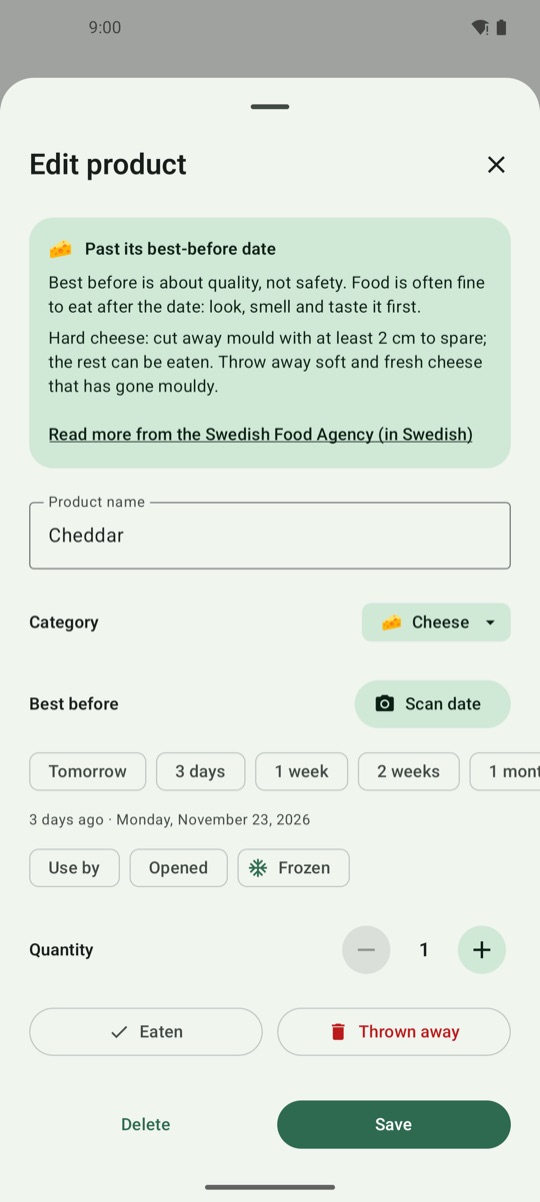 9:00
Edit product
Past its best-before date
Best before is about quality, not safety. Food is often fine
to eat after the date: look, smell and taste it first.
Hard cheese: cut away mould with at least 2 cm to spare;
the rest can be eaten. Throw away soft and fresh cheese
that has gone mouldy.
Read more from the Swedish Food Agency (in Swedish)
Product name
Cheddar
Category
Cheese
Best before
Scan date
Tomorrow
3 days
1 week
2 weeks
1 mont
3 days ago · Monday, November 23, 2026
Use by
Opened
Frozen
Quantity
1
Eaten
Thrown away
Delete
Save